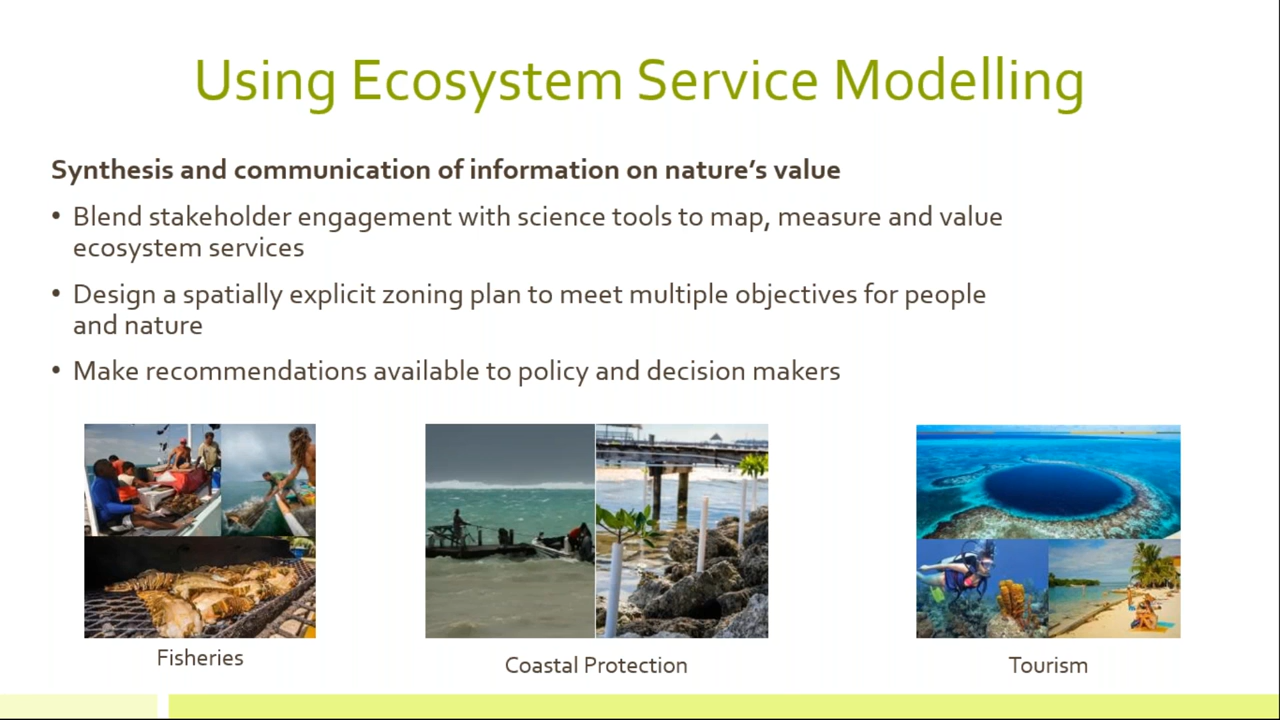 Using Ecosystem Service Modelling
Synthesis and communication of information on nature’s value
• Blend stakeholder engagement with science tools to map, measure and value
ecosystem services
• Design a spatially explicit zoning plan to meet multiple objectives for people
and nature
• Make recommendations available to policy and decision makers
Fisheries
Coastal Protection
Tourism